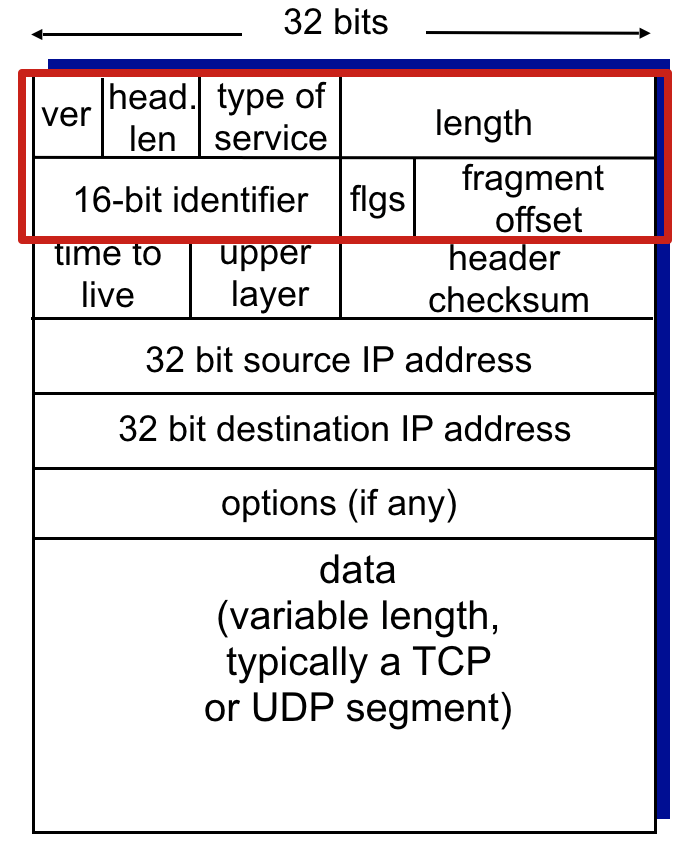 32 bits
ver
head.
len
type of
service
length
16-bit identifier
flgs
fragment
offset
time to
live
upper
layer
header
checksum
32 bit source IP address
32 bit destination IP address
options (if any)
data
(variable length,
typically a TCP
or UDP segment)